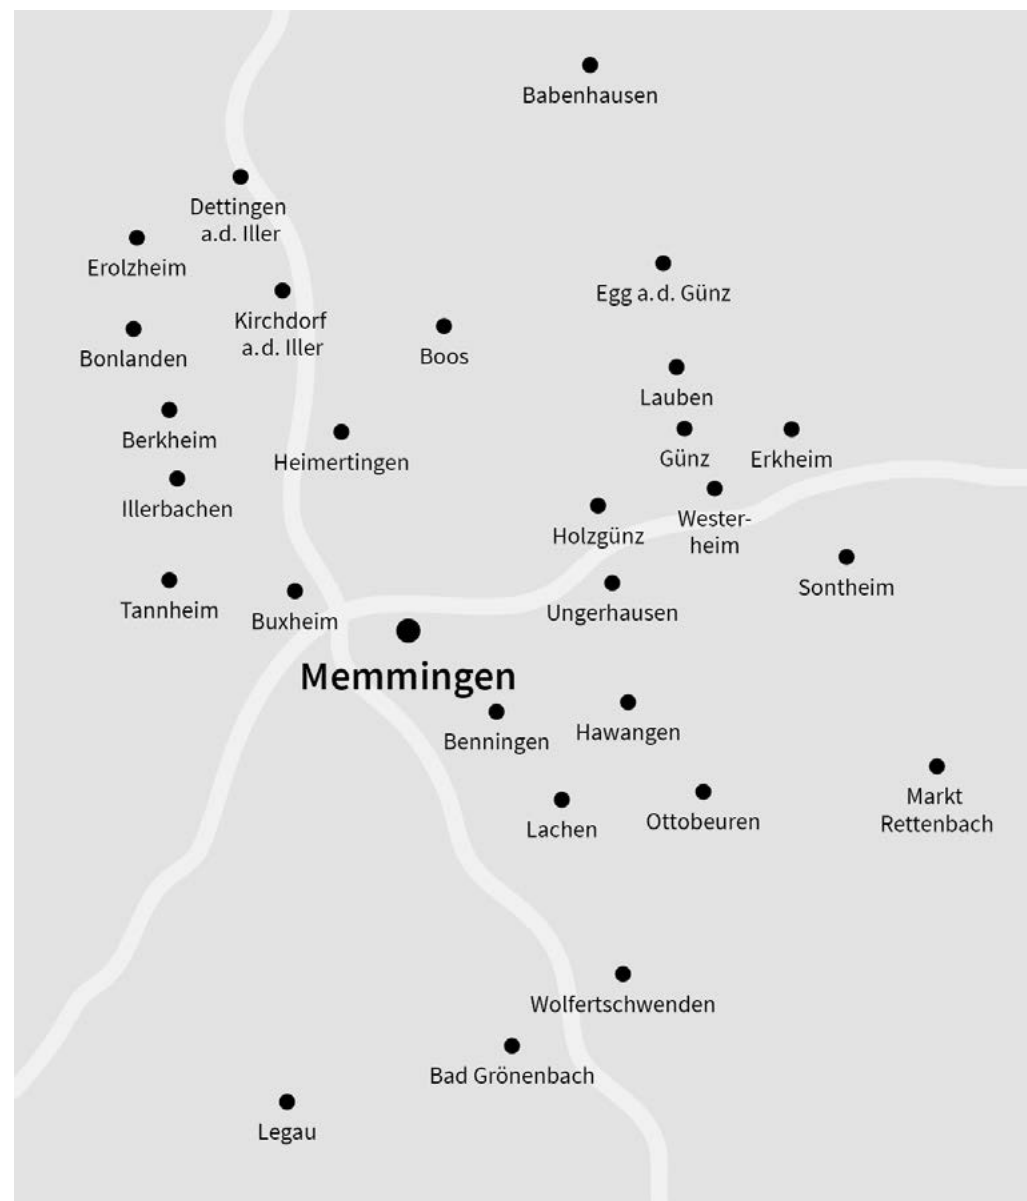 Babenhausen
Dettingen
a.d. Iller
Erolzheim
Egg a.d. Günz
Kirchdorf
a.d. Iller
Bonlanden
Boos
Lauben
Berkheim
Heimertingen
Günz
Erkheim
Illerbachen
Holzgünz
Wester-
heim
Sontheim
Tannheim
Buxheim
Ungerhausen
Memmingen
Benningen
Hawangen
Markt
Rettenbach
Lachen
Ottobeuren
Wolfertschwenden
Bad Grönenbach
Legau